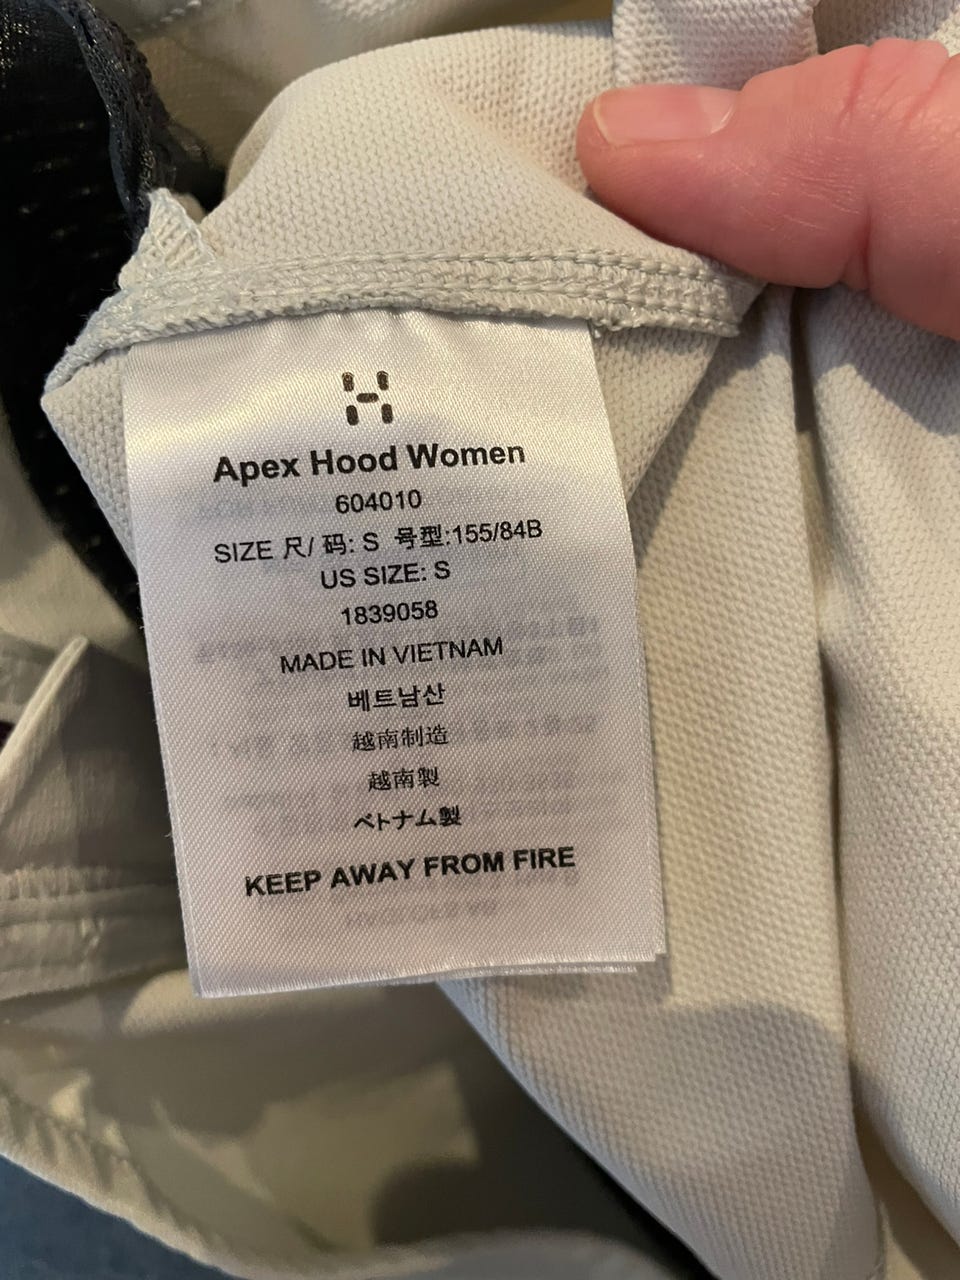 Apex Hood Women
604010
SIZE 尺/ 码: S 号型:155/84B
US SIZE: S
1839058
MADE IN VIETNAM
베트남산
越南制造
越南製
ベトナム製
KEEP AWAY FROM FIRE